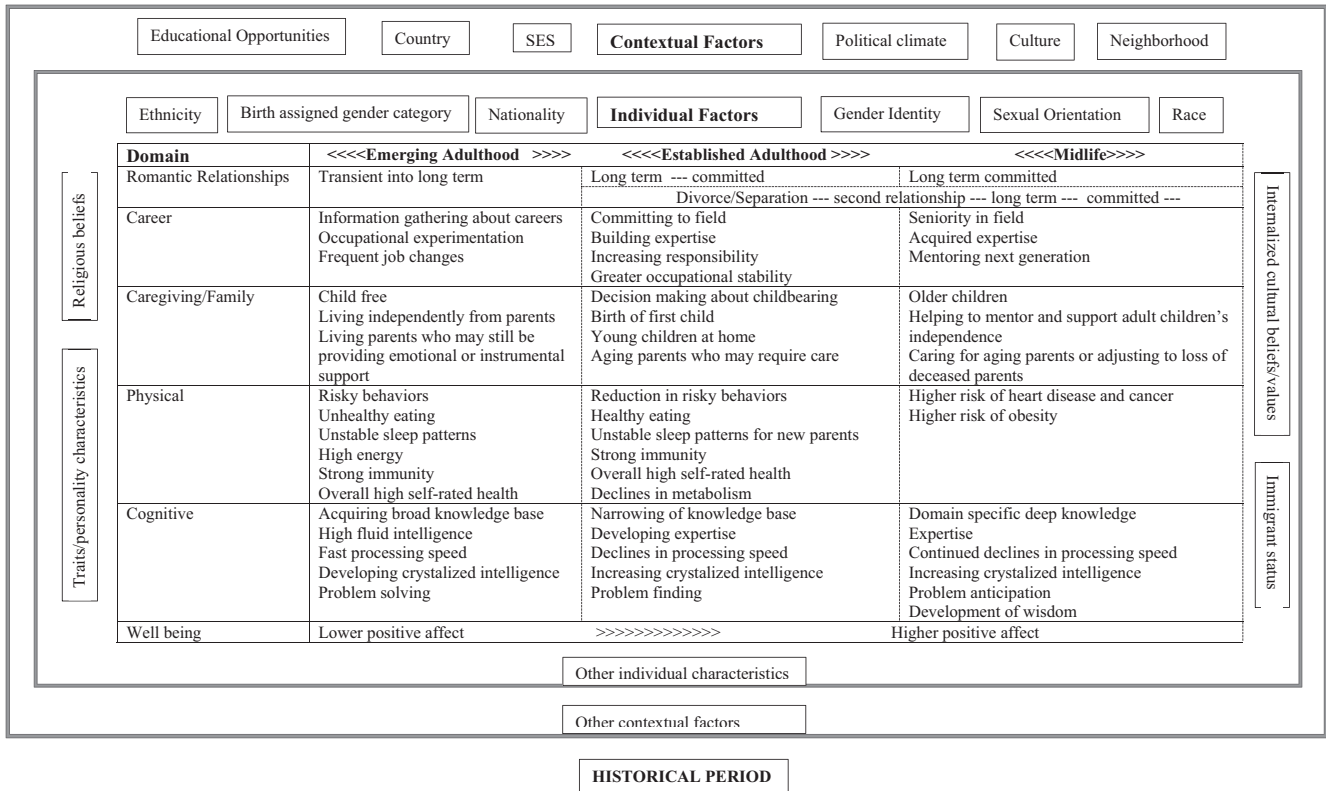 Educational Opportunities
Country
SES
Contextual Factors
Political climate
Culture
Neighborhood
Ethnicity
Birth assigned gender category
Nationality
Individual Factors
Gender Identity
Sexual Orientation
Race
Religious beliefs
Traits/personality characteristics
Domain
<<<<Emerging Adulthood >>>>
<<<<Established Adulthood >>>>
<<<<Midlife>>>>
Romantic Relationships
Transient into long term
Long term --- committed
Long term committed
Divorce/Separation --- second relationship --- long term --- committed ---
Career
Information gathering about careers
Occupational experimentation
Frequent job changes
Committing to field
Building expertise
Increasing responsibility
Greater occupational stability
Seniority in field
Acquired expertise
Mentoring next generation
Caregiving/Family
Child free
Living independently from parents
Living parents who may still be
providing emotional or instrumental
support
Decision making about childbearing
Birth of first child
Young children at home
Aging parents who may require care
Older children
Helping to mentor and support adult children's
independence
Caring for aging parents or adjusting to loss of
deceased parents
Physical
Risky behaviors
Unhealthy eating
Unstable sleep patterns
High energy
Strong immunity
Overall high self-rated health
Reduction in risky behaviors
Healthy eating
Unstable sleep patterns for new parents
Strong immunity
Overall high self-rated health
Declines in metabolism
Higher risk of heart disease and cancer
Higher risk of obesity
Cognitive
Acquiring broad knowledge base
High fluid intelligence
Fast processing speed
Developing crystalized intelligence
Problem solving
Narrowing of knowledge base
Developing expertise
Declines in processing speed
Increasing crystalized intelligence
Problem finding
Domain specific deep knowledge
Expertise
Continued declines in processing speed
Increasing crystalized intelligence
Problem anticipation
Development of wisdom
Well being
Lower positive affect
>>>>>>>>>>>>>
Higher positive affect
Internalized cultural beliefs/values
Immigrant status
Other individual characteristics
Other contextual factors
HISTORICAL PERIOD